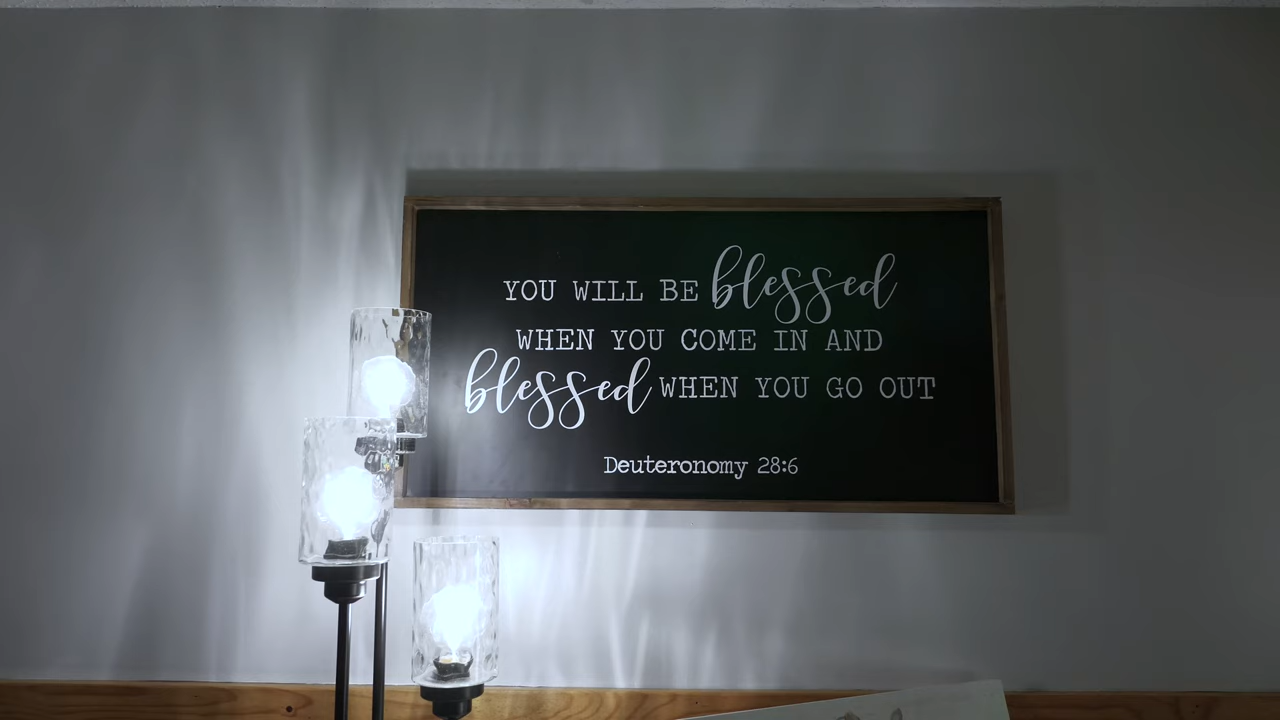 YOU WILL BE blessed
WHEN YOU COME IN AND
blessed WHEN YOU GO OUT
Deuteronomy 28:6